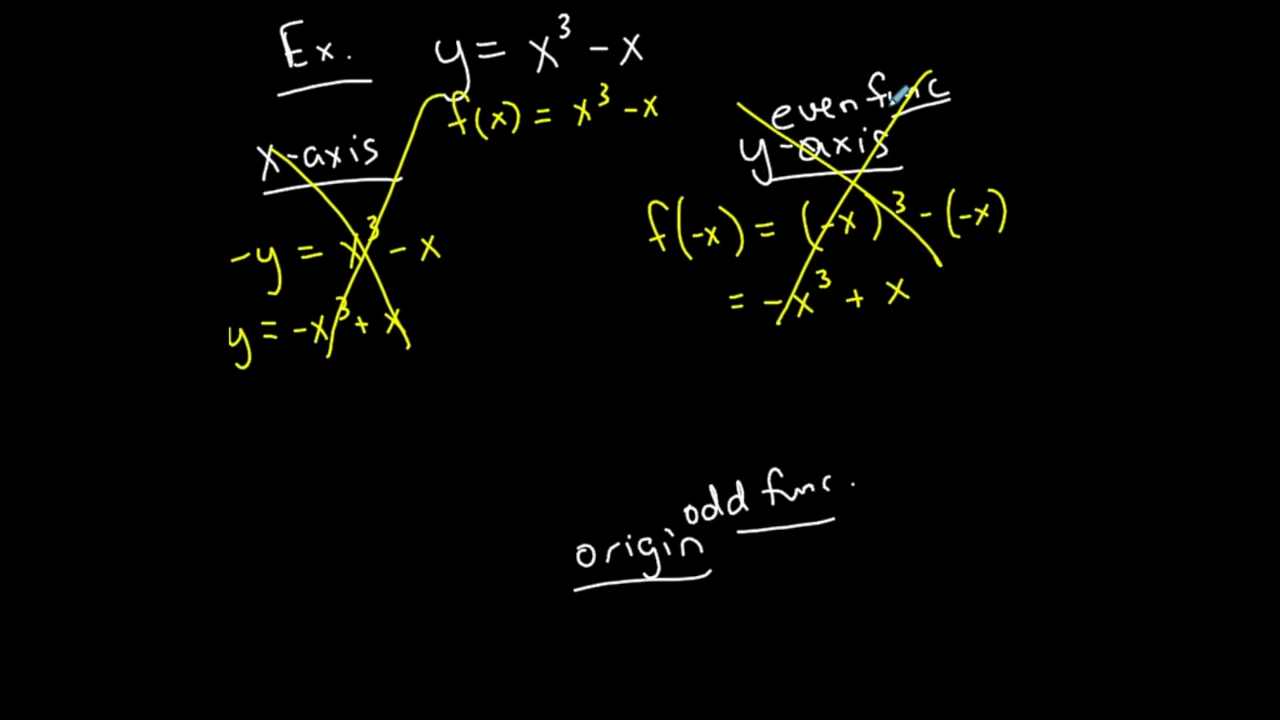 Ex. y = x³ - x
f(x) = x³ - x
x-axis
-y = x³ - x
y = -x³ + x
even func
y-axis
f(-x) = (-x)³ - (-x)
= -x³ + x
odd func.
origin